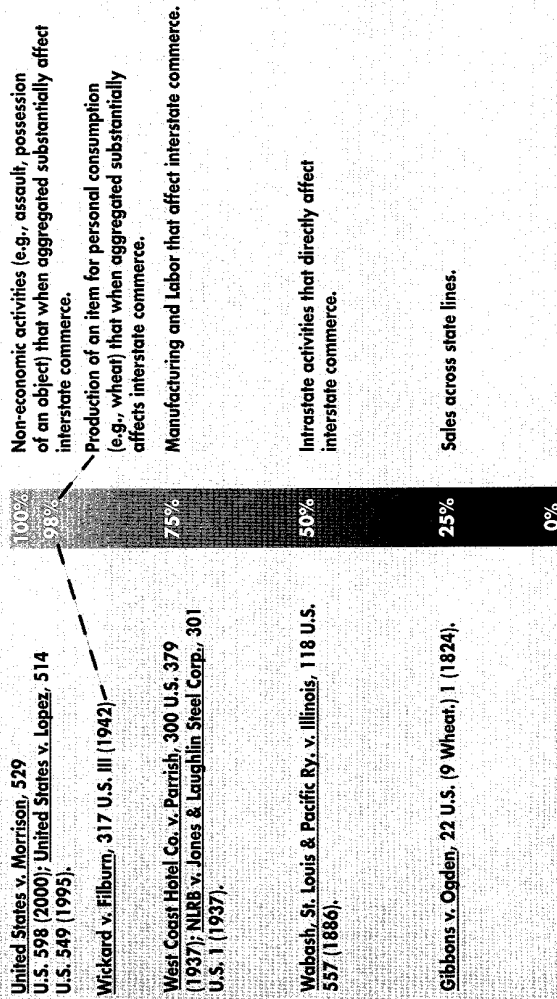 United States v. Morrison, 529
U.S. 598 (2000); United States v. Lopez, 514
U.S. 549 (1995).
Wickard v. Filburn, 317 U.S. III (1942)
West Coast Hotel Co. v. Parrish, 300 U.S. 379
(1937); NLRB v. Jones & Laughlin Steel Corp., 301
U.S. 1 (1937).
Wabash, St. Louis & Pacific Ry. v. Illinois, 118 U.S.
557 (1886).
Gibbons v. Ogden, 22 U.S. (9 Wheat.) 1 (1824).
100%
98%
75%
50%
25%
0%
Non-economic activities (e.g., assault, possession
of an object) that when aggregated substantially affect
interstate commerce.
Production of an item for personal consumption
(e.g., wheat) that when aggregated substantially
affects interstate commerce.
Manufacturing and Labor that affect interstate commerce.
Intrastate activities that directly affect
interstate commerce.
Sales across state lines.